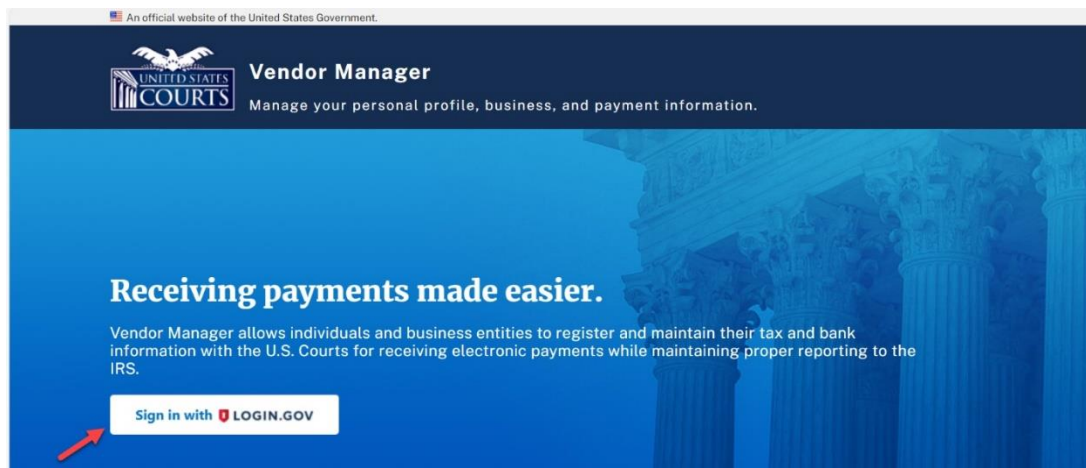 An official website of the United States Government.
UNITED STATES
COURTS
Vendor Manager
Manage your personal profile, business, and payment information.
Receiving payments made easier.
Vendor Manager allows individuals and business entities to register and maintain their tax and bank
information with the U.S. Courts for receiving electronic payments while maintaining proper reporting to the
IRS.
Sign in with LOGIN.GOV